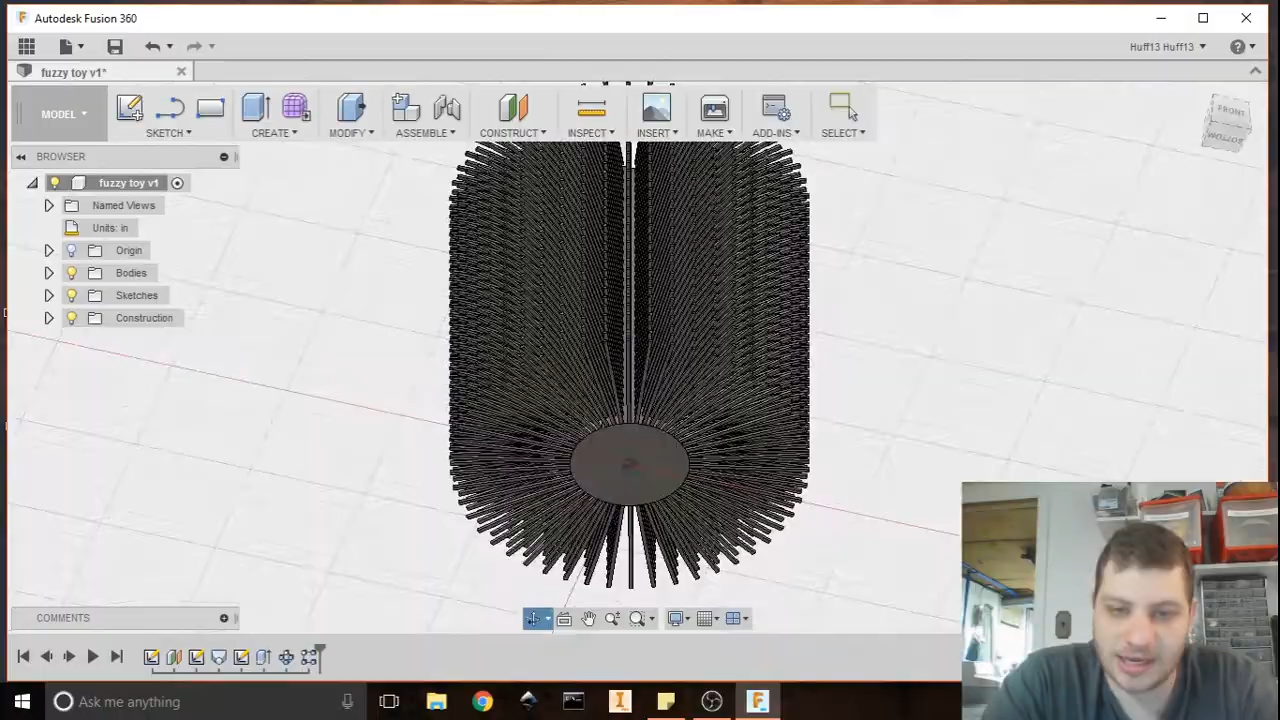 Autodesk Fusion 360
Huff13 Huff13
fuzzy toy v1*
MODEL
SKETCH
CREATE
MODIFY
ASSEMBLE
CONSTRUCT
INSPECT
INSERT
MAKE
ADD-INS
SELECT
FRONT
BOTTOM
BROWSER
fuzzy toy v1
Named Views
Units: in
Origin
Bodies
Sketches
Construction
COMMENTS
Ask me anything